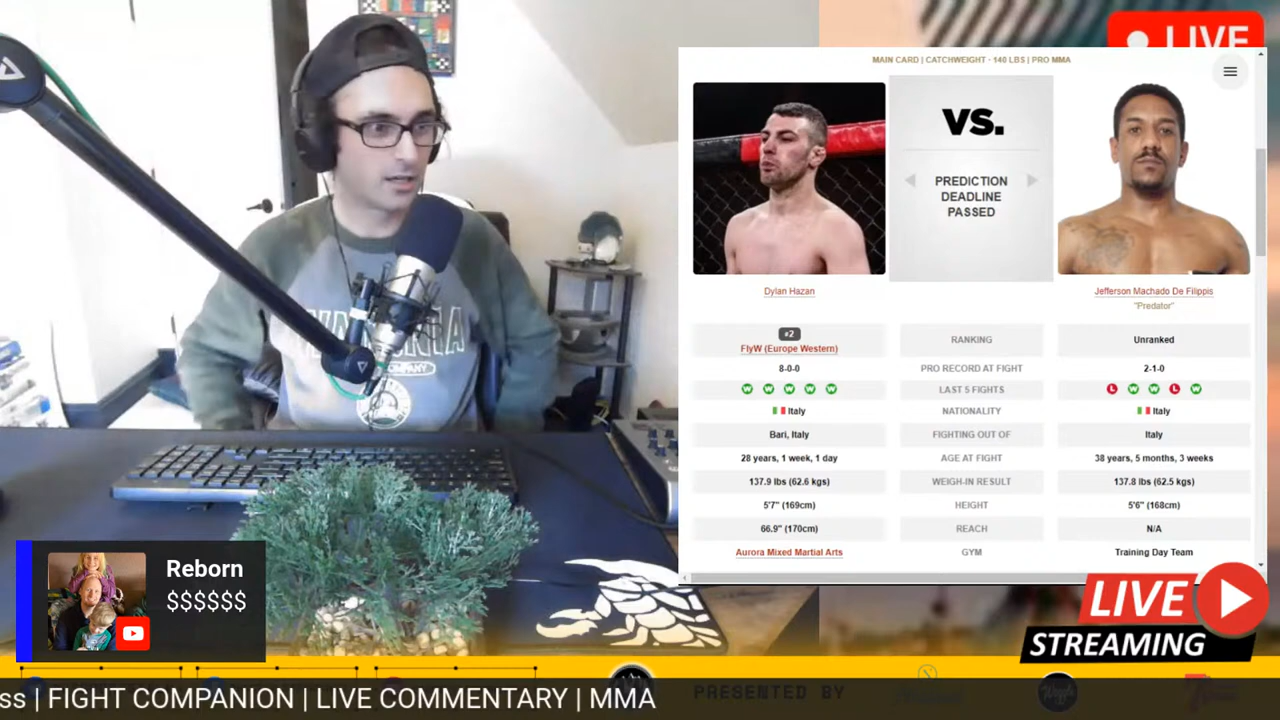 LIVE
MAIN CARD | CATCHWEIGHT · 140 LBS | PRO MMA
VS.
PREDICTION
DEADLINE
PASSED
Dylan Hazan
Jefferson Machado De Filippis
"Predator"
#2
FlyW (Europe Western)
RANKING
Unranked
8-0-0
PRO RECORD AT FIGHT
2-1-0
W W W W W
LAST 5 FIGHTS
L W W L W
Italy
NATIONALITY
Italy
Bari, Italy
FIGHTING OUT OF
Italy
28 years, 1 week, 1 day
AGE AT FIGHT
38 years, 5 months, 3 weeks
137.9 lbs (62.6 kgs)
WEIGH-IN RESULT
137.8 lbs (62.5 kgs)
5'7" (169cm)
HEIGHT
5'6" (168cm)
66.9" (170cm)
REACH
N/A
Aurora Mixed Martial Arts
GYM
Training Day Team
COMPANY
Reborn
$$$$$$
LIVE
STREAMING
PRESENTED BY
ss | FIGHT COMPANION | LIVE COMMENTARY | MMA